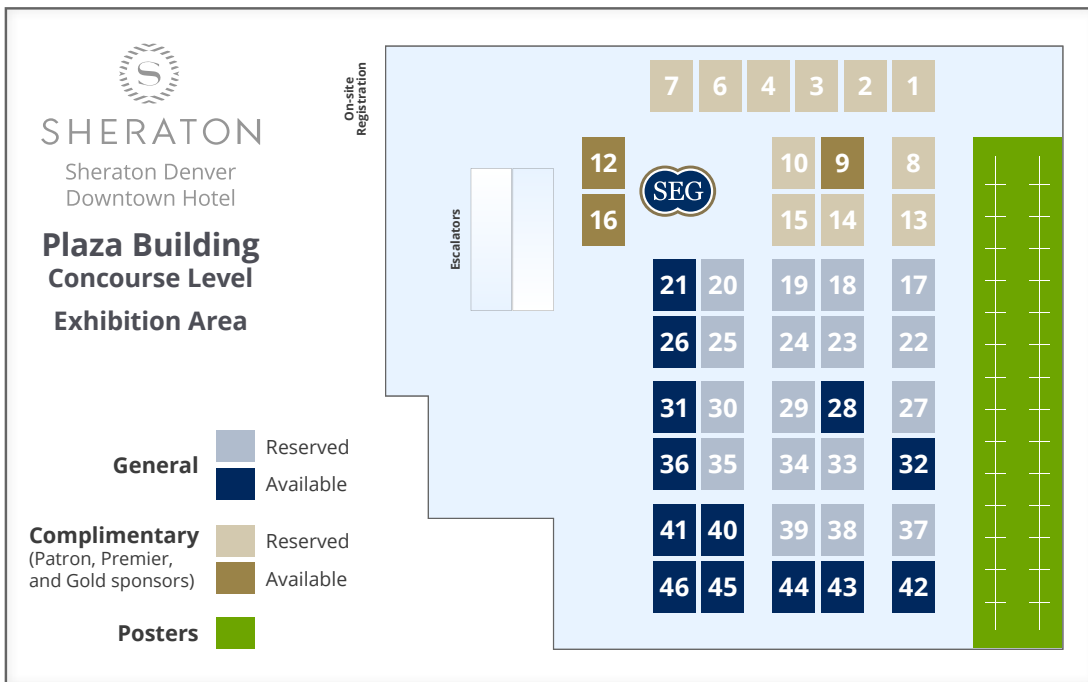 S
SHERATON
Sheraton Denver
Downtown Hotel
Plaza Building
Concourse Level
Exhibition Area
On-site
Registration
Escalators
7 6 4 3 2 1
12 SEG 10 9 8
16 15 14 13
21 20 19 18 17
26 25 24 23 22
31 30 29 28 27
36 35 34 33 32
41 40 39 38 37
46 45 44 43 42
General
Reserved
Available
Complimentary
(Patron, Premier,
and Gold sponsors)
Reserved
Available
Posters